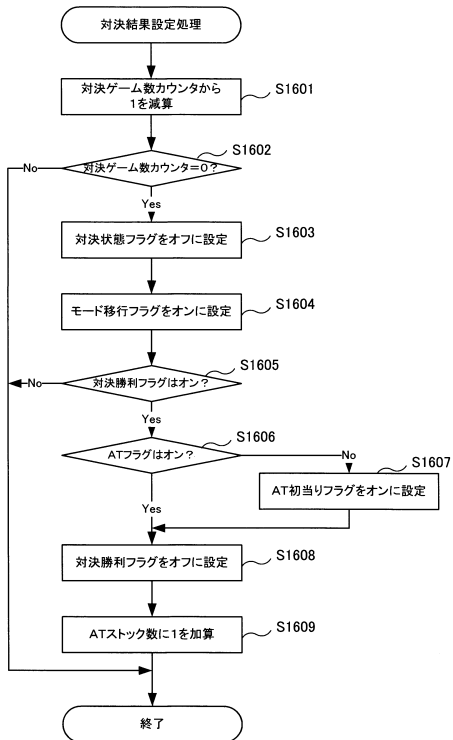 対決結果設定処理
対決ゲーム数カウンタから
1を減算
S1601
S1602
対決ゲーム数カウンタ=0?
No
Yes
対決状態フラグをオフに設定
S1603
モード移行フラグをオンに設定
S1604
S1605
対決勝利フラグはオン?
No
Yes
S1606
ATフラグはオン?
No
S1607
AT初当りフラグをオンに設定
Yes
対決勝利フラグをオフに設定
S1608
ATストック数に1を加算
S1609
終了